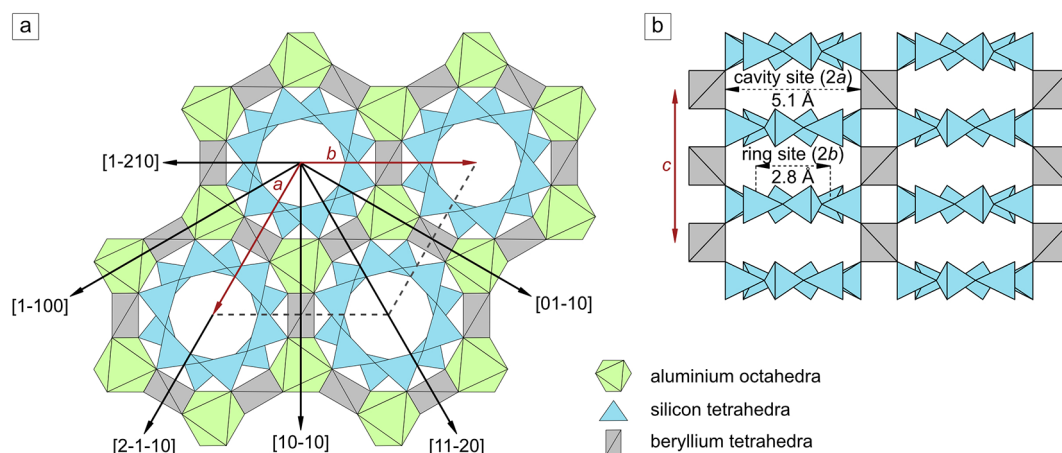 a
b
[1-210]
b
a
[1-100]
[01-10]
[2-1-10]
[10-10]
[11-20]
cavity site (2a)
5.1 Å
c
ring site (2b)
2.8 Å
aluminium octahedra
silicon tetrahedra
beryllium tetrahedra